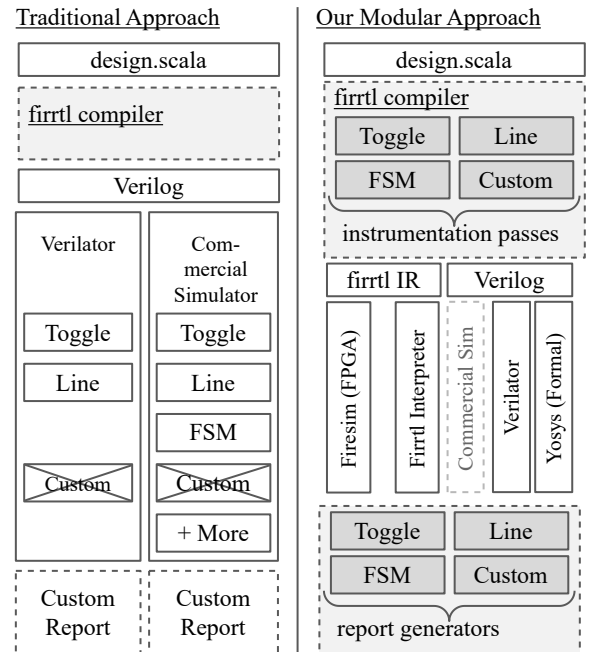 Traditional Approach
design.scala
firrtl compiler
Verilog
Verilator
Toggle
Line
Custom
Com-
mercial
Simulator
Toggle
Line
FSM
Custom
+ More
Custom
Report
Custom
Report
Our Modular Approach
design.scala
firrtl compiler
Toggle
Line
FSM
Custom
instrumentation passes
firrtl IR
Verilog
Firesim (FPGA)
Firrtl Interpreter
Commercial Sim
Verilator
Yosys (Formal)
Toggle
Line
FSM
Custom
report generators